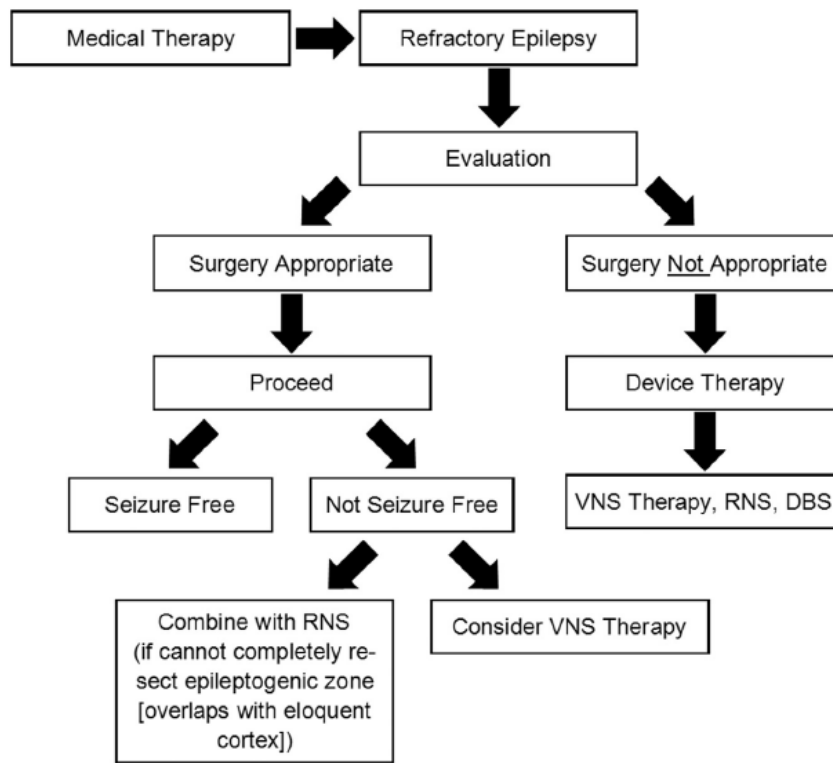 Medical Therapy
Refractory Epilepsy
Evaluation
Surgery Appropriate
Surgery Not Appropriate
Proceed
Device Therapy
Seizure Free
Not Seizure Free
VNS Therapy, RNS, DBS
Combine with RNS
(if cannot completely re-
sect epileptogenic zone
[overlaps with eloquent
cortex])
Consider VNS Therapy